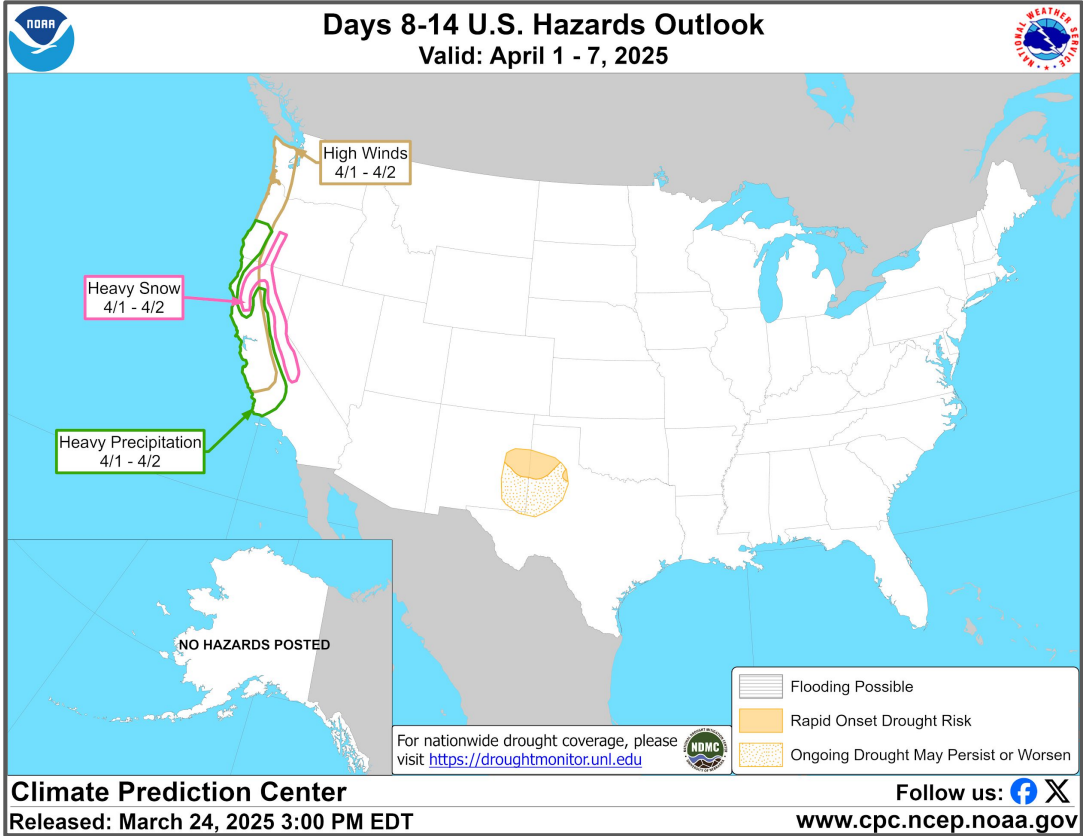 NOAA
Days 8-14 U.S. Hazards Outlook
Valid: April 1 - 7, 2025
NATIONAL WEATHER SERVICE
High Winds
4/1 - 4/2
Heavy Snow
4/1 - 4/2
Heavy Precipitation
4/1 - 4/2
NO HAZARDS POSTED
For nationwide drought coverage, please
visit https://droughtmonitor.unl.edu
NDMC
Flooding Possible
Rapid Onset Drought Risk
Ongoing Drought May Persist or Worsen
Climate Prediction Center
Released: March 24, 2025 3:00 PM EDT
Follow us:
www.cpc.ncep.noaa.gov